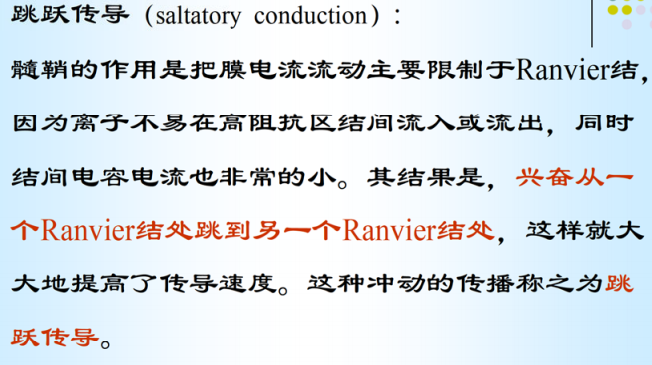 跳跃传导（saltatory conduction）:
髓鞘的作用是把膜电流流动主要限制于Ranvier结，
因为离子不易在高阻抗区结间流入或流出，同时
结间电容电流也非常的小。其结果是，兴奋从一
个Ranvier结处跳到另一个Ranvier结处，这样就大
大地提高了传导速度。这种冲动的传播称之为跳
跃传导。